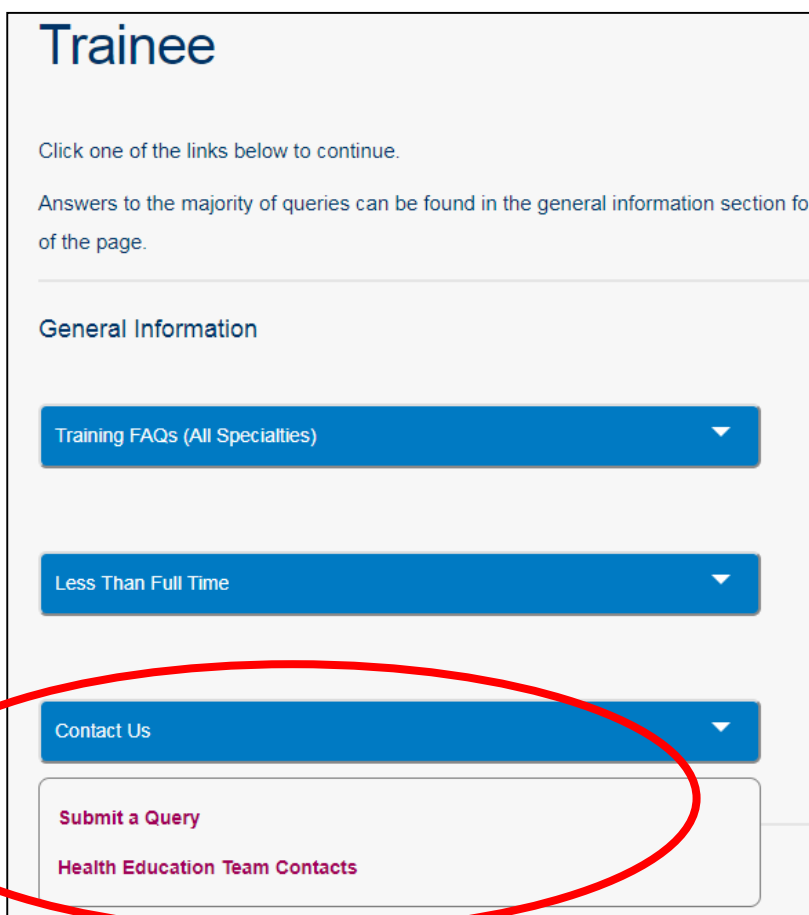 Trainee
Click one of the links below to continue.
Answers to the majority of queries can be found in the general information section fo
of the page.
General Information
Training FAQs (All Specialties)
Less Than Full Time
Contact Us
Submit a Query
Health Education Team Contacts